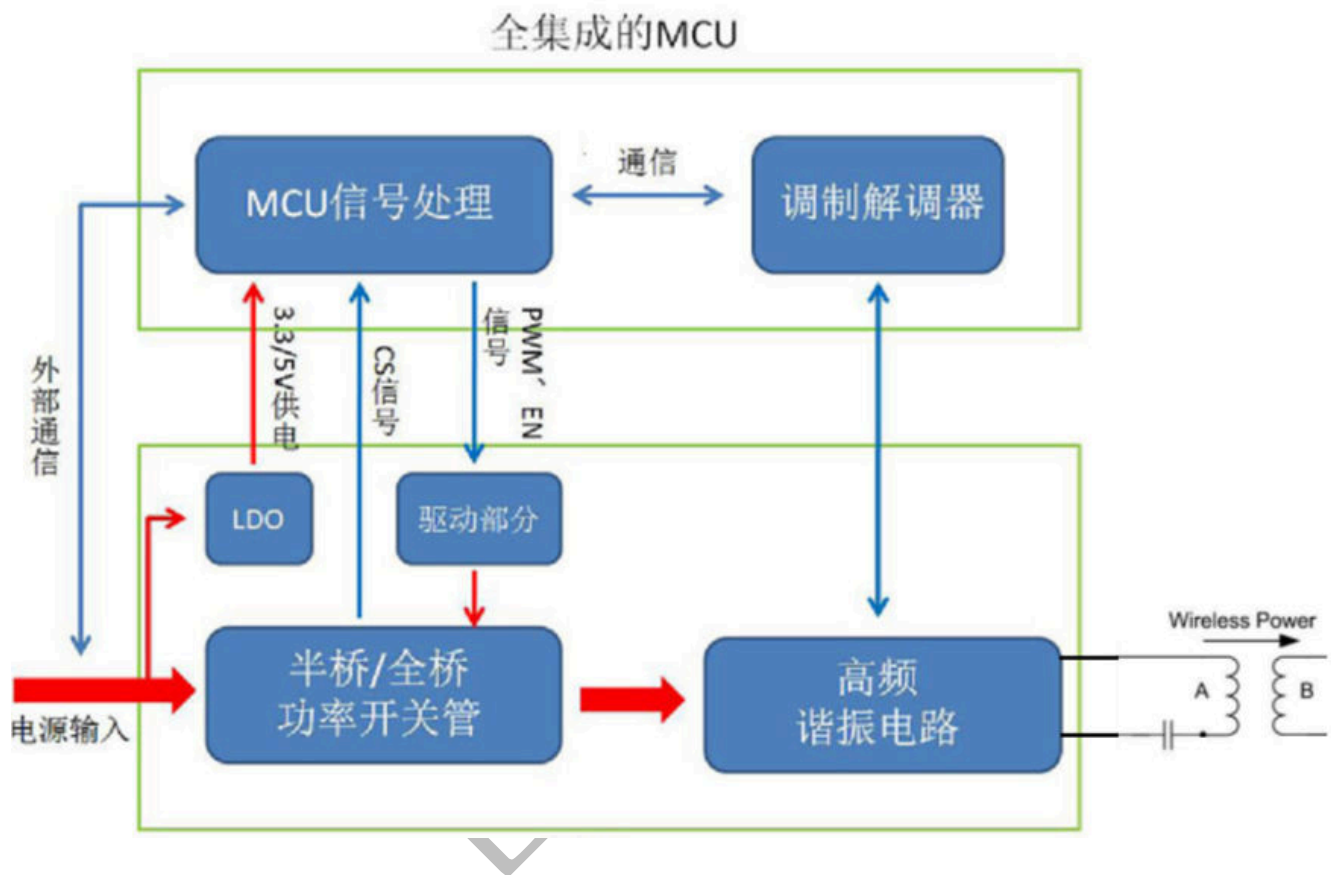 全集成的MCU
MCU信号处理
通信
调制解调器
外部通信
3.3/5V供电
CS信号
PWM、EN
信号
LDO
驱动部分
电源输入
半桥/全桥
功率开关管
高频
谐振电路
Wireless Power
A
B